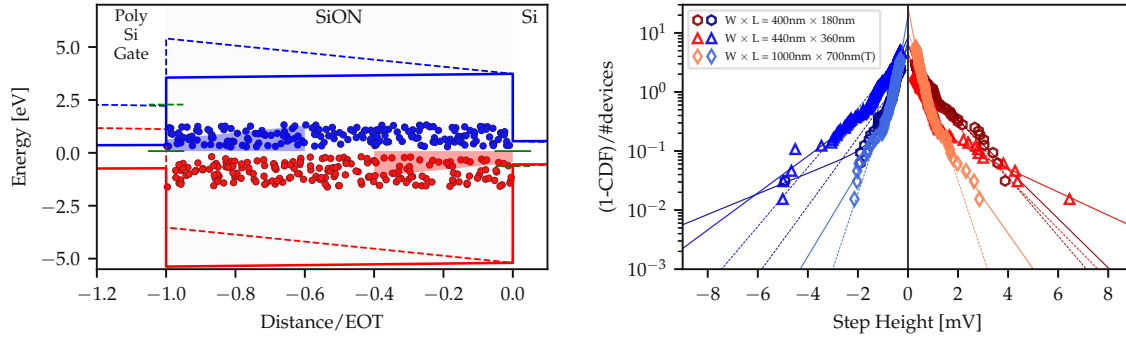 Poly
Si
Gate
SiON
Si
Energy [eV]
5.0
2.5
0.0
−2.5
−5.0
−1.2
−1.0
−0.8
−0.6
−0.4
−0.2
0.0
Distance/EOT
(1-CDF)/#devices
10¹
10⁰
10⁻¹
10⁻²
10⁻³
W × L = 400nm × 180nm
W × L = 440nm × 360nm
W × L = 1000nm × 700nm(T)
−8
−6
−4
−2
0
2
4
6
8
Step Height [mV]